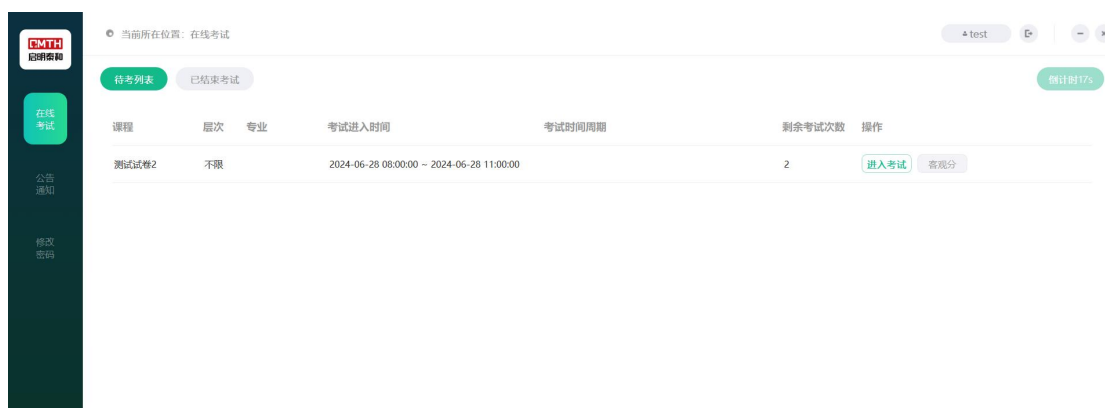 CMTH
启明泰和
当前所在位置：在线考试
test
待考列表 已结束考试 倒计时17s
在线
考试
公告
通知
修改
密码
课程 层次 专业 考试进入时间 考试时间周期 剩余考试次数 操作
测试试卷2 不限 2024-06-28 08:00:00 ~ 2024-06-28 11:00:00 2 进入考试 客观分